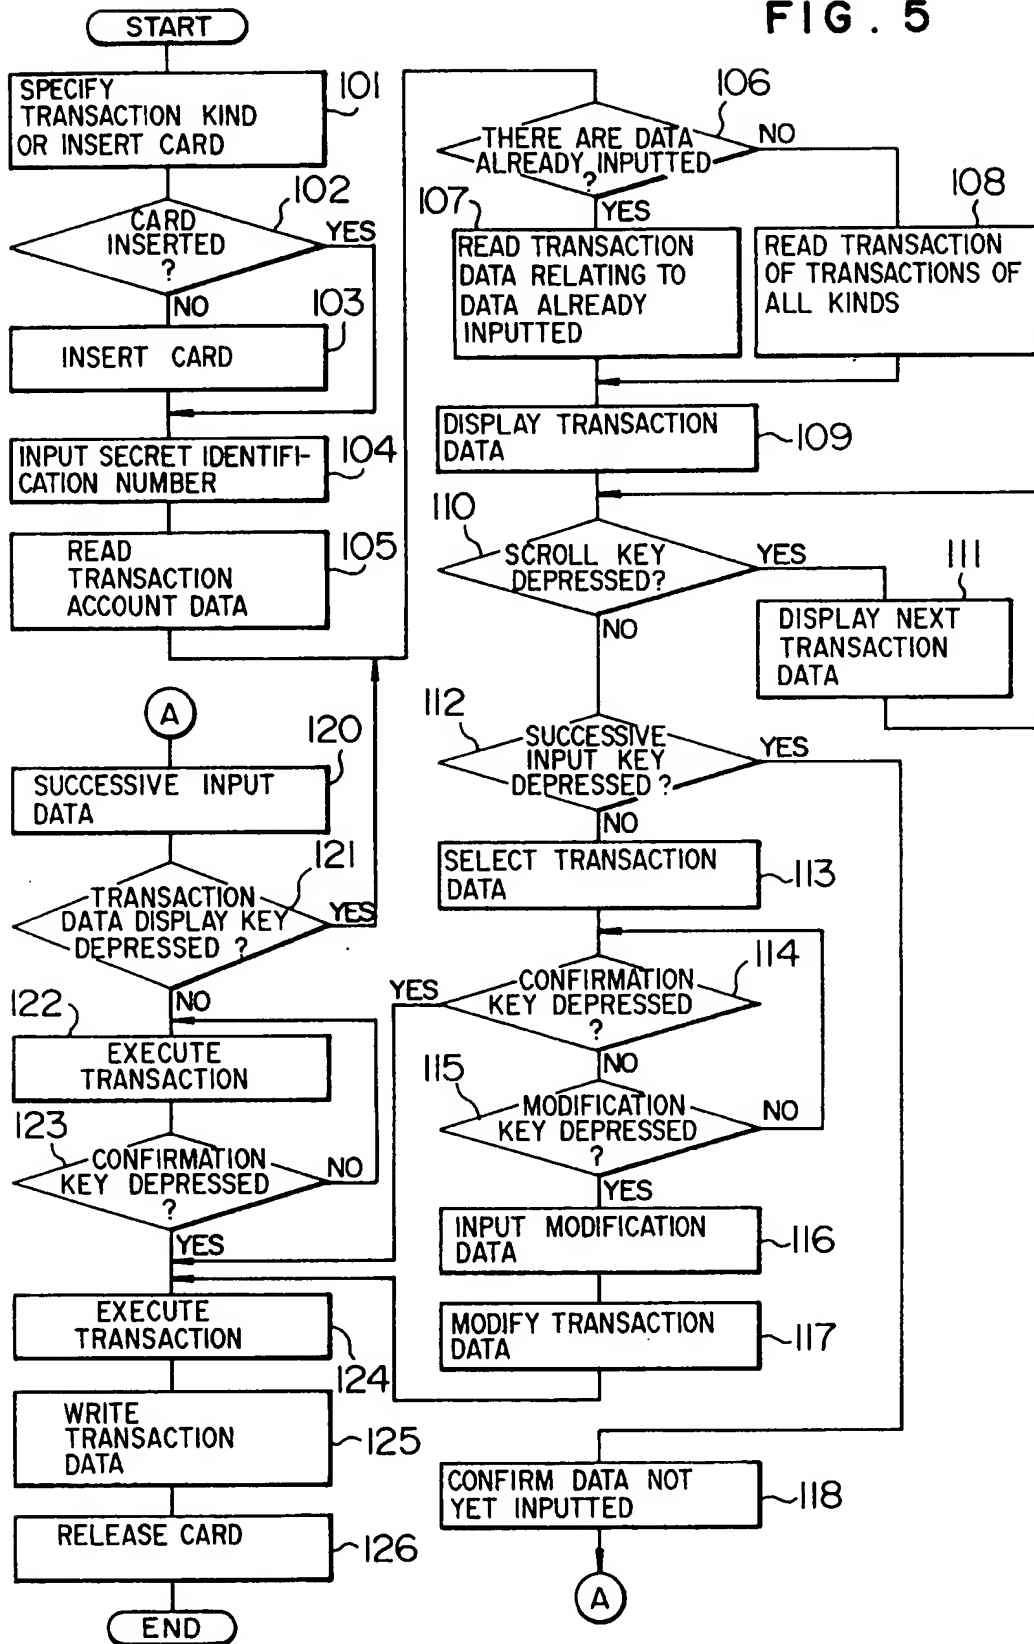 FIG. 5
START
SPECIFY
TRANSACTION KIND
OR INSERT CARD
101
CARD
INSERTED
?
102
YES
NO
103
INSERT CARD
INPUT SECRET IDENTIFI-
CATION NUMBER
104
READ
TRANSACTION
ACCOUNT DATA
105
106
THERE ARE DATA
ALREADY INPUTTED
?
NO
YES
107
READ TRANSACTION
DATA RELATING TO
DATA ALREADY
INPUTTED
108
READ TRANSACTION
OF TRANSACTIONS OF
ALL KINDS
DISPLAY TRANSACTION
DATA
109
110
SCROLL KEY
DEPRESSED?
YES
NO
111
DISPLAY NEXT
TRANSACTION
DATA
112
SUCCESSIVE
INPUT KEY
DEPRESSED?
YES
NO
SELECT TRANSACTION
DATA
113
114
CONFIRMATION
KEY DEPRESSED
?
YES
NO
115
MODIFICATION
KEY DEPRESSED
?
NO
YES
INPUT MODIFICATION
DATA
116
MODIFY TRANSACTION
DATA
117
CONFIRM DATA NOT
YET INPUTTED
118
A
A
120
SUCCESSIVE INPUT
DATA
121
TRANSACTION
DATA DISPLAY KEY
DEPRESSED ?
YES
NO
122
EXECUTE
TRANSACTION
123
CONFIRMATION
KEY DEPRESSED
?
NO
YES
EXECUTE
TRANSACTION
124
WRITE
TRANSACTION
DATA
125
RELEASE CARD
126
END